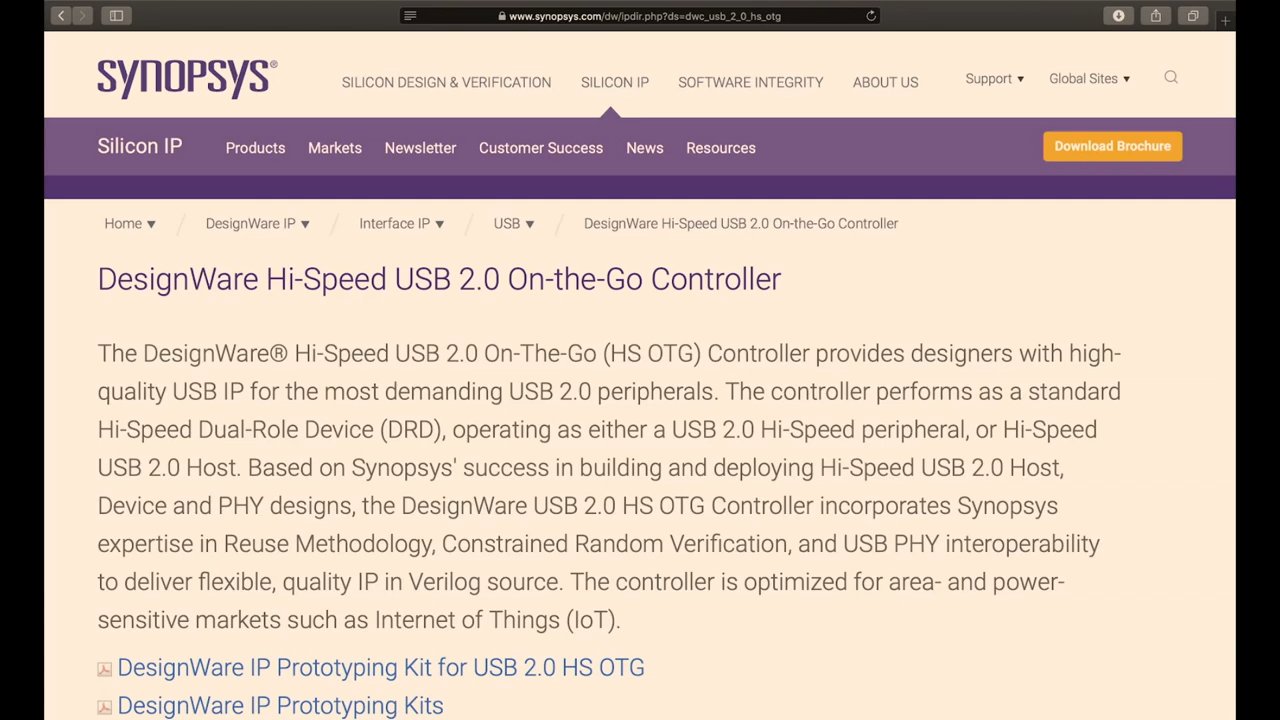 www.synopsys.com/dw/ipdir.php?ds=dwc_usb_2_0_hs_otg
SYNOPSYS®
SILICON DESIGN & VERIFICATION SILICON IP SOFTWARE INTEGRITY ABOUT US Support Global Sites
Silicon IP Products Markets Newsletter Customer Success News Resources Download Brochure
Home / DesignWare IP / Interface IP / USB / DesignWare Hi-Speed USB 2.0 On-the-Go Controller
DesignWare Hi-Speed USB 2.0 On-the-Go Controller
The DesignWare® Hi-Speed USB 2.0 On-The-Go (HS OTG) Controller provides designers with high-
quality USB IP for the most demanding USB 2.0 peripherals. The controller performs as a standard
Hi-Speed Dual-Role Device (DRD), operating as either a USB 2.0 Hi-Speed peripheral, or Hi-Speed
USB 2.0 Host. Based on Synopsys' success in building and deploying Hi-Speed USB 2.0 Host,
Device and PHY designs, the DesignWare USB 2.0 HS OTG Controller incorporates Synopsys
expertise in Reuse Methodology, Constrained Random Verification, and USB PHY interoperability
to deliver flexible, quality IP in Verilog source. The controller is optimized for area- and power-
sensitive markets such as Internet of Things (IoT).
DesignWare IP Prototyping Kit for USB 2.0 HS OTG
DesignWare IP Prototyping Kits